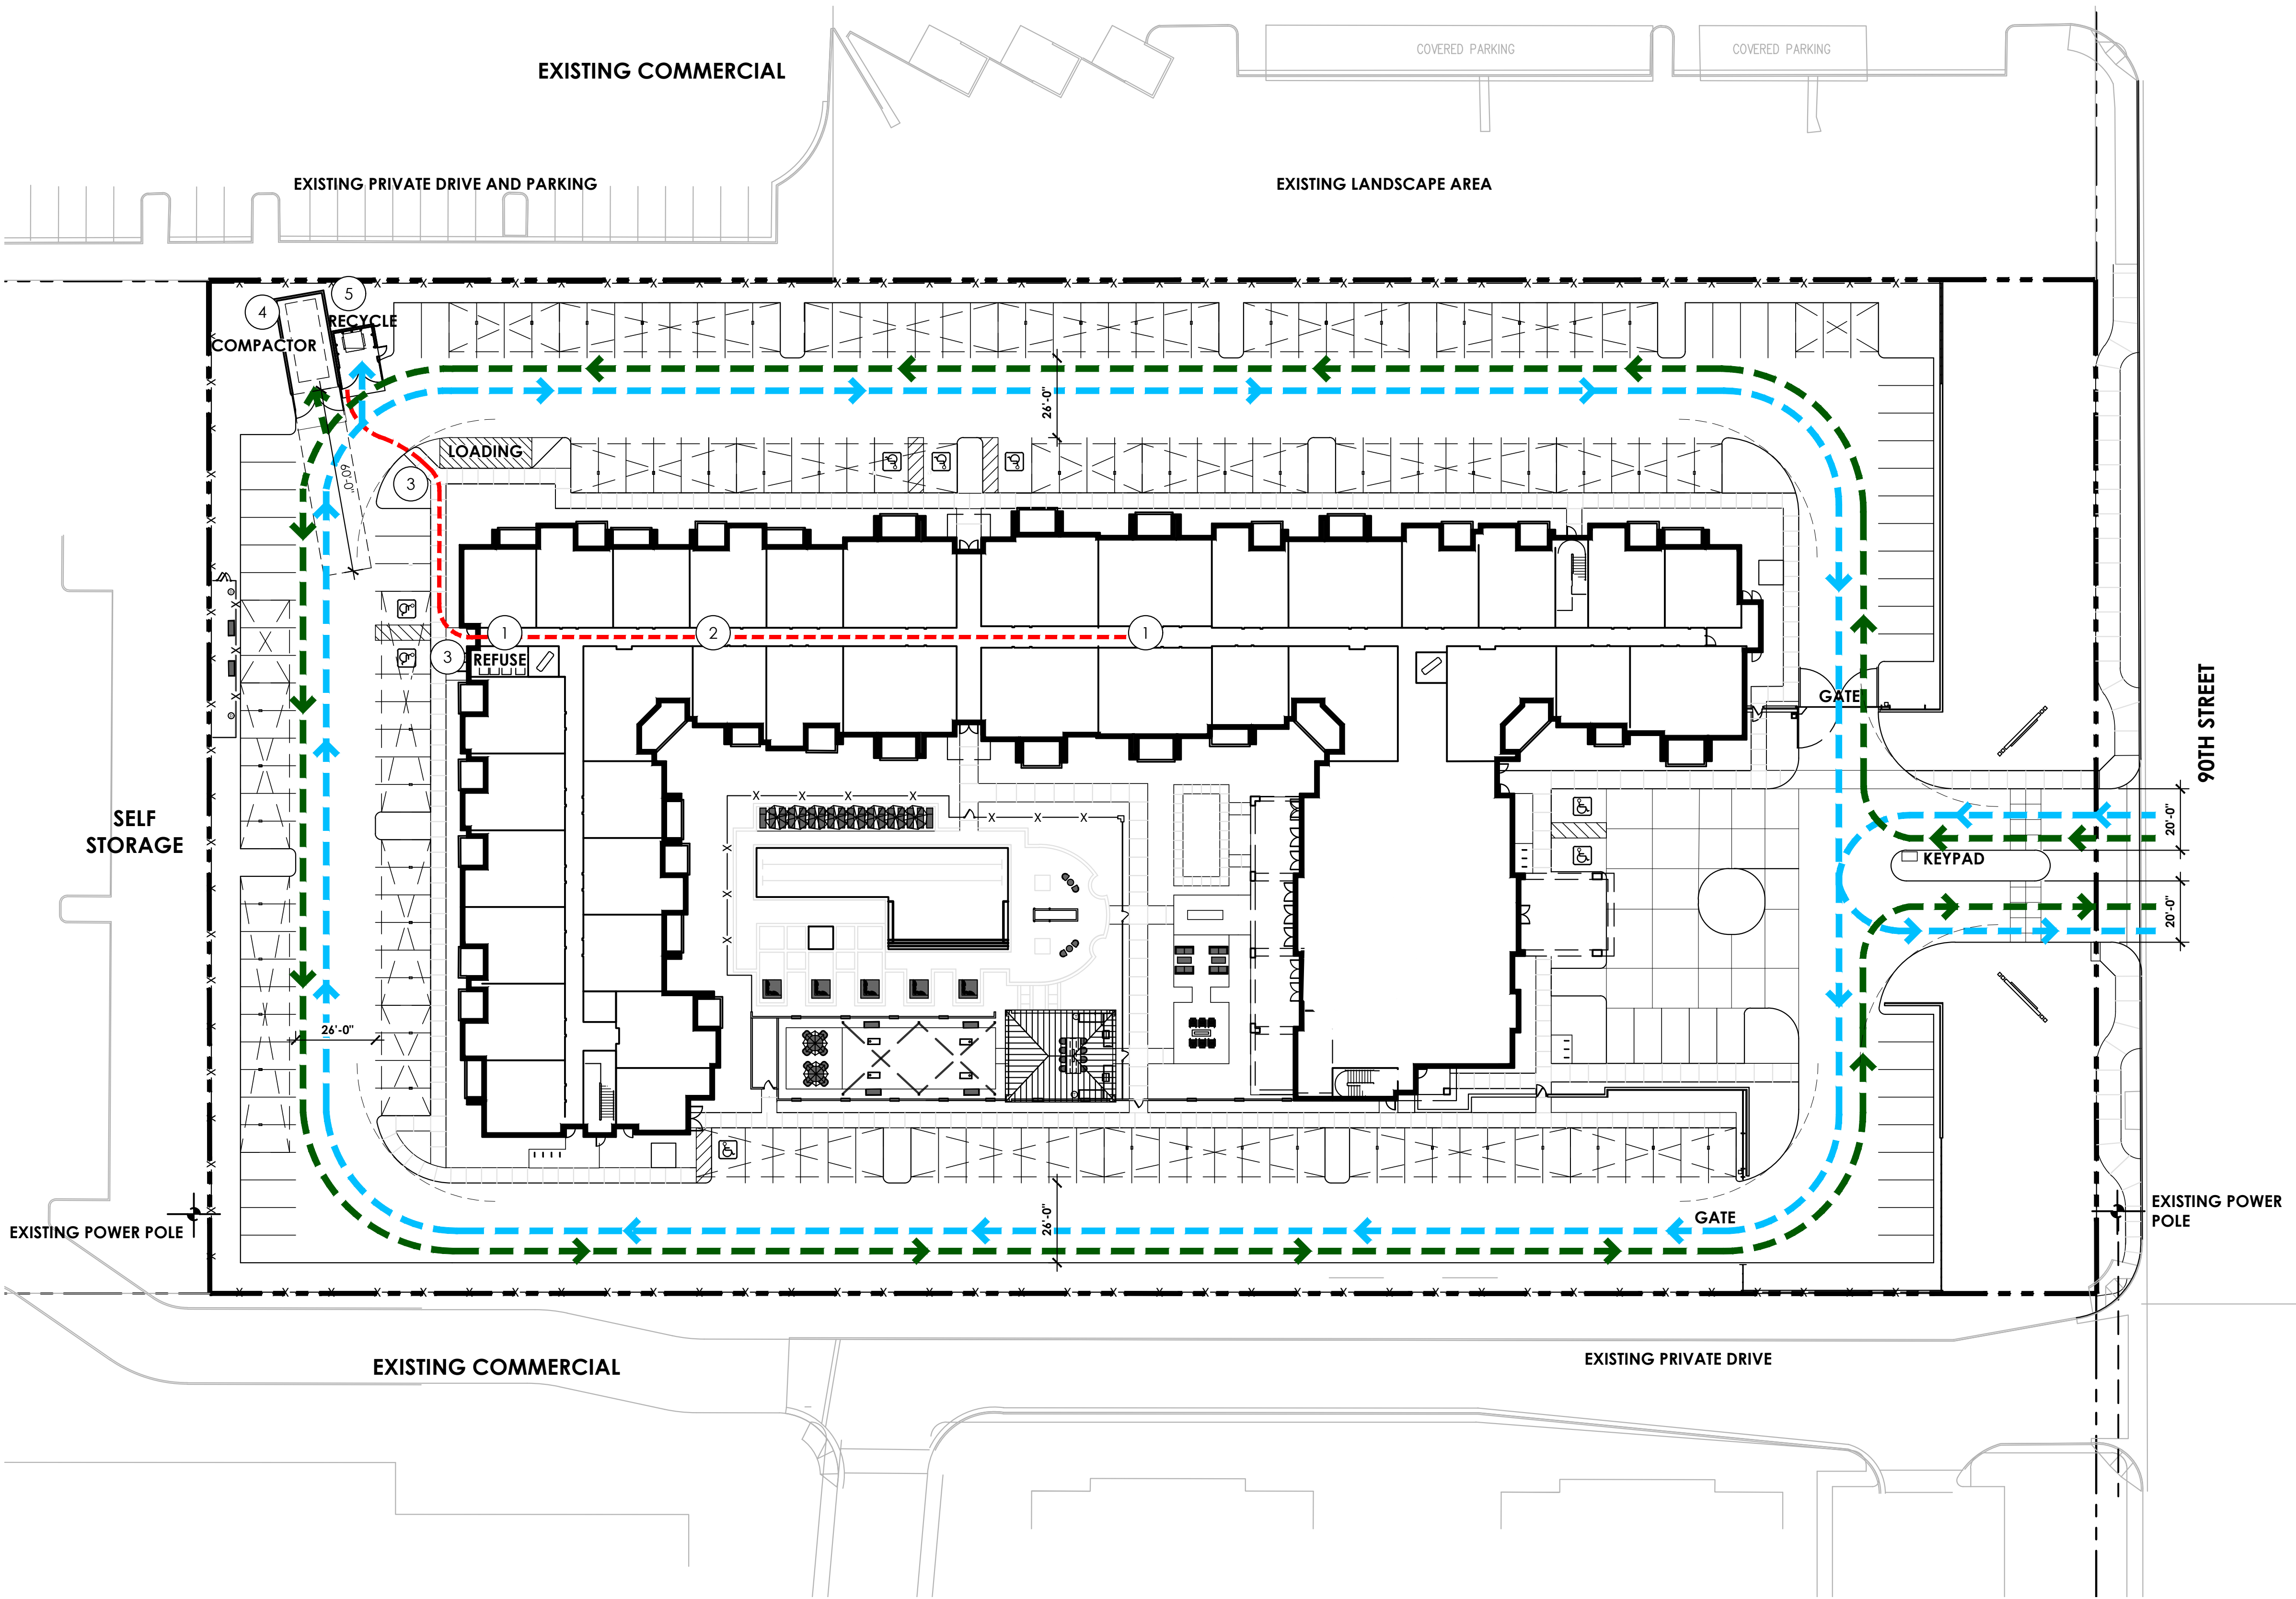 EXISTING COMMERCIAL
COVERED PARKING
COVERED PARKING
EXISTING PRIVATE DRIVE AND PARKING
EXISTING LANDSCAPE AREA
5
4
RECYCLE
COMPACTOR
26'-0"
LOADING
60'-0"
3
1
2
1
3
REFUSE
GATE
90TH STREET
SELF
STORAGE
20'-0"
KEYPAD
20'-0"
26'-0"
EXISTING POWER
POLE
GATE
26'-0"
EXISTING POWER POLE
EXISTING COMMERCIAL
EXISTING PRIVATE DRIVE